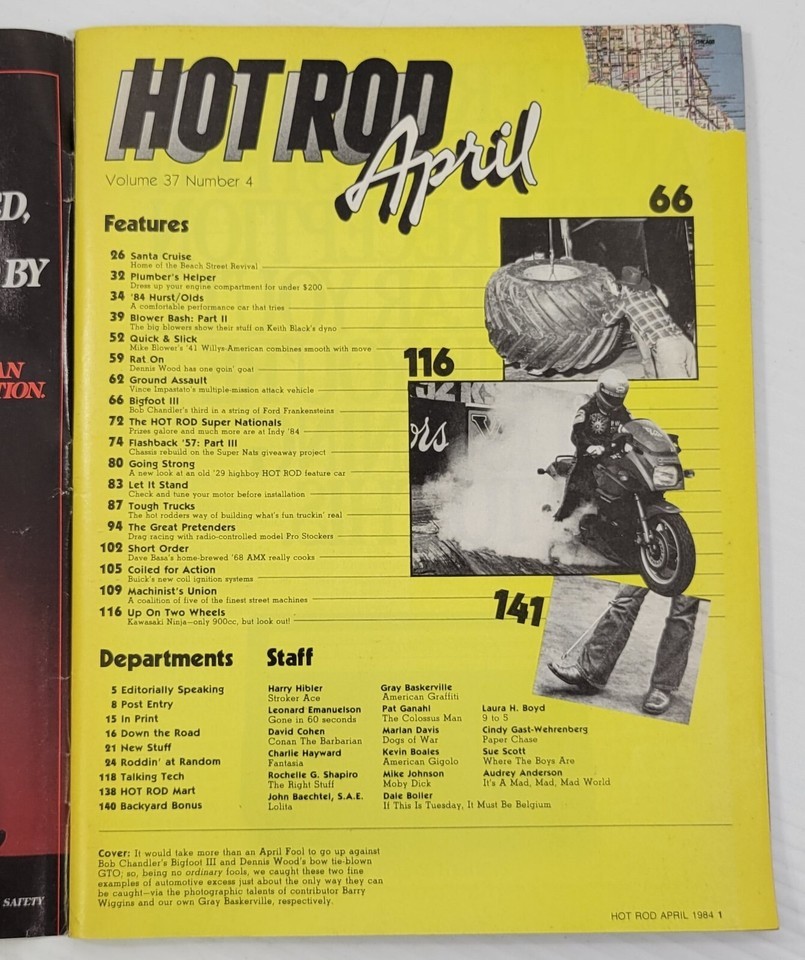 HOT ROD
April
Volume 37 Number 4
Features
26 Santa Cruise
Home of the Beach Street Revival
32 Plumber's Helper
Dress up your engine compartment for under $200
34 '84 Hurst/Olds
A comfortable performance car that tries
39 Blower Bash: Part II
The big blowers show their stuff on Keith Black's dyno
52 Quick & Slick
Mike Blower's '41 Willys-American combines smooth with move
59 Rat On
Dennis Wood has one goin' goat
62 Ground Assault
Vince Impastato's multiple-mission attack vehicle
66 Bigfoot III
Bob Chandler's third in a string of Ford Frankensteins
72 The HOT ROD Super Nationals
Prizes galore and much more are at Indy '84
74 Flashback '57: Part III
Chassis rebuild on the Super Nats giveaway project
80 Going Strong
A new look at an old '29 highboy HOT ROD feature car
83 Let It Stand
Check and tune your motor before installation
87 Tough Trucks
The hot rodders way of building what's fun truckin' real
94 The Great Pretenders
Drag racing with radio-controlled model Pro Stockers
102 Short Order
Dave Basa's home-brewed '68 AMX really cooks
105 Coiled for Action
Buick's new coil ignition systems
109 Machinist's Union
A coalition of five of the finest street machines
116 Up On Two Wheels
Kawasaki Ninja—only 900cc, but look out!
66
116
ors
141
Departments
5 Editorially Speaking
8 Post Entry
15 In Print
16 Down the Road
21 New Stuff
24 Roddin' at Random
118 Talking Tech
138 HOT ROD Mart
140 Backyard Bonus
Staff
Harry Hibler
Stroker Ace
Leonard Emanuelson
Gone in 60 seconds
David Cohen
Conan The Barbarian
Charlie Hayward
Fantasia
Rochelle G. Shapiro
The Right Stuff
John Baechtel, S.A.E.
Lolita
Gray Baskerville
American Graffiti
Pat Ganahl
The Colossus Man
Marlan Davis
Dogs of War
Kevin Boales
American Gigolo
Mike Johnson
Moby Dick
Dale Boller
If This Is Tuesday, It Must Be Belgium
Laura H. Boyd
9 to 5
Cindy Gast-Wehrenberg
Paper Chase
Sue Scott
Where The Boys Are
Audrey Anderson
It's A Mad, Mad, Mad World
Cover: It would take more than an April Fool to go up against
Bob Chandler's Bigfoot III and Dennis Wood's bow tie-blown
GTO; so, being no ordinary fools, we caught these two fine
examples of automotive excess just about the only way they can
be caught—via the photographic talents of contributor Barry
Wiggins and our own Gray Baskerville, respectively.
HOT ROD APRIL 1984 1
BY
SAFETY